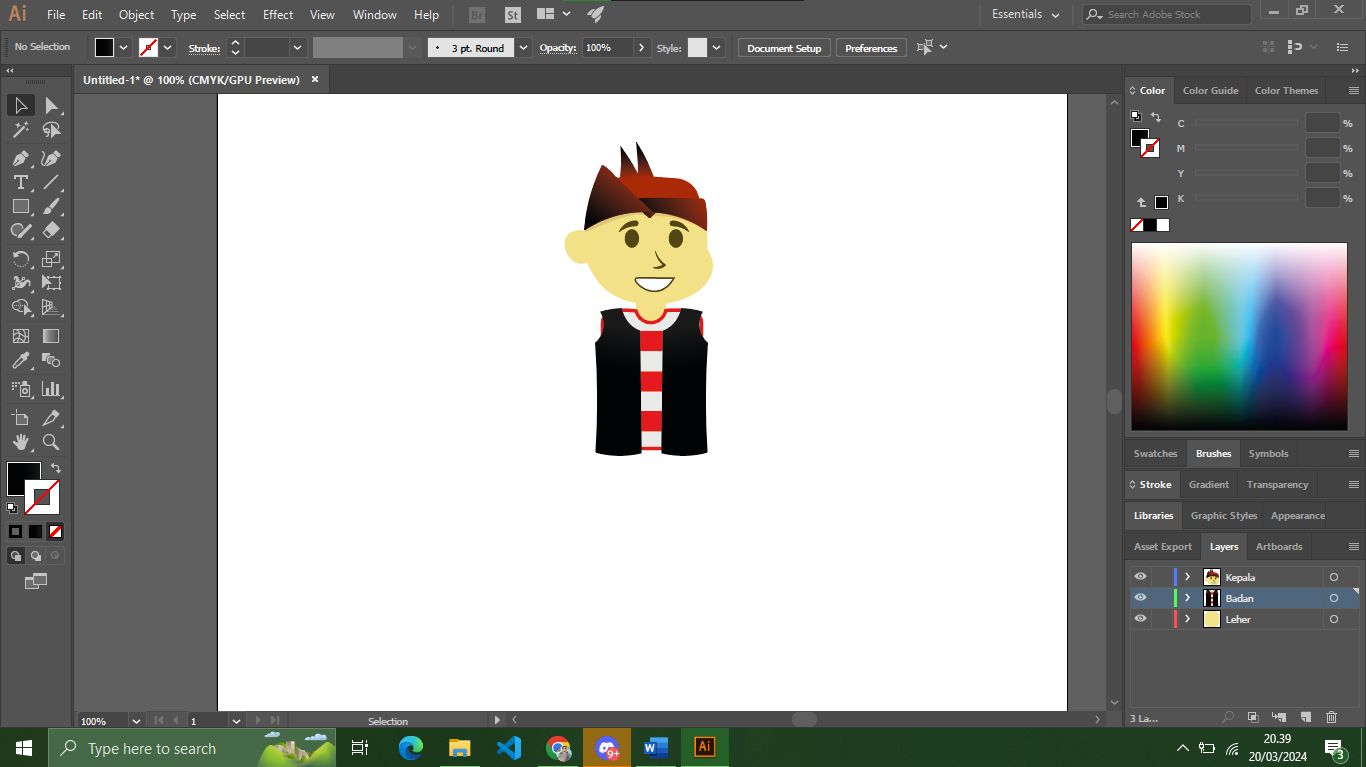 Ai File Edit Object Type Select Effect View Window Help Br St Essentials Search Adobe Stock
No Selection Stroke: 3 pt. Round Opacity: 100% Style: Document Setup Preferences
Untitled-1* @ 100% (CMYK/GPU Preview)
Color Color Guide Color Themes
C %
M %
Y %
K %
Swatches Brushes Symbols
Stroke Gradient Transparency
Libraries Graphic Styles Appearance
Asset Export Layers Artboards
Kepala
Badan
Leher
3 La...
100% 1 Selection
Type here to search 9+ W Ai 20.39
20/03/2024 3